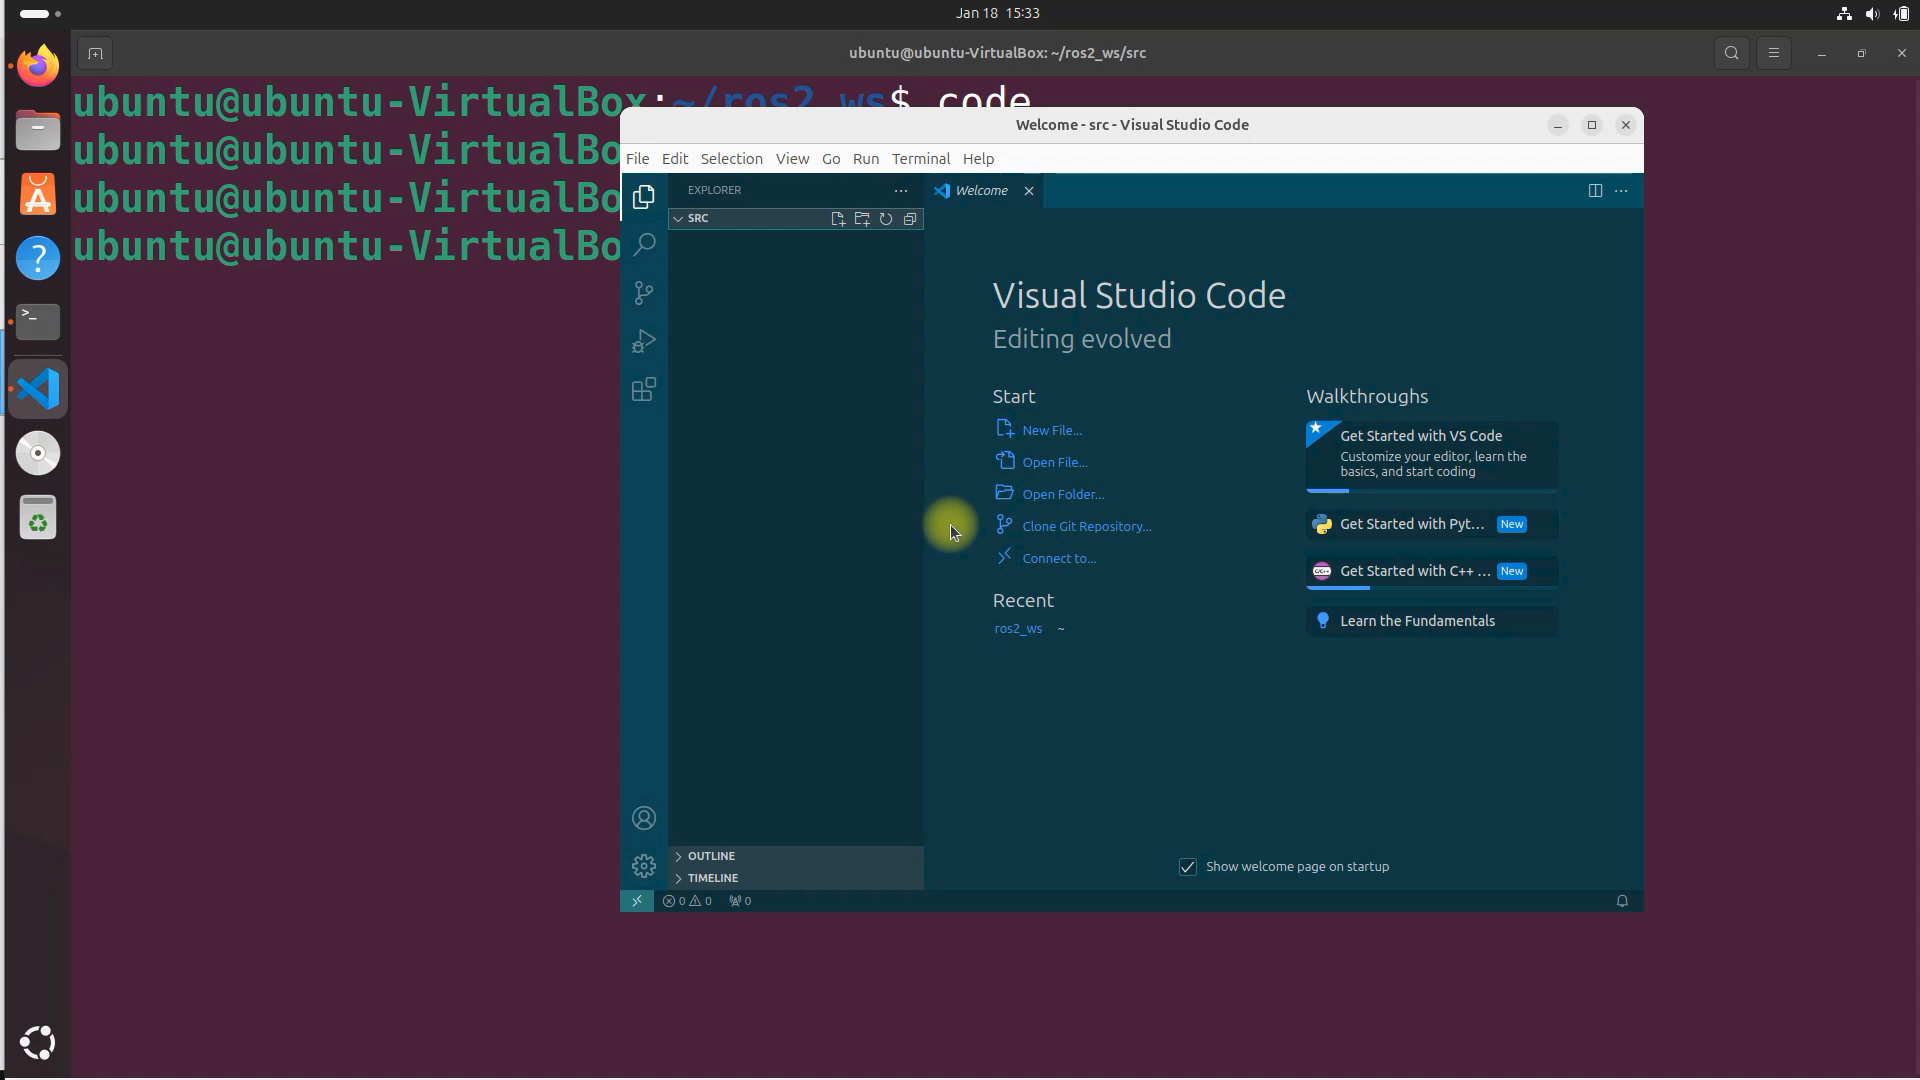 Jan 18 15:33
ubuntu@ubuntu-VirtualBox: ~/ros2_ws/src
ubuntu@ubuntu-VirtualBox:~/ros2_ws$ code
ubuntu@ubuntu-VirtualBo
ubuntu@ubuntu-VirtualBo
ubuntu@ubuntu-VirtualBo
Welcome - src - Visual Studio Code
File Edit Selection View Go Run Terminal Help
EXPLORER
Welcome
SRC
Visual Studio Code
Editing evolved
Start
New File...
Open File...
Open Folder...
Clone Git Repository...
Connect to...
Recent
ros2_ws ~
Walkthroughs
Get Started with VS Code
Customize your editor, learn the
basics, and start coding
Get Started with Pyt... New
Get Started with C++ ... New
Learn the Fundamentals
OUTLINE
TIMELINE
Show welcome page on startup
0 0 0